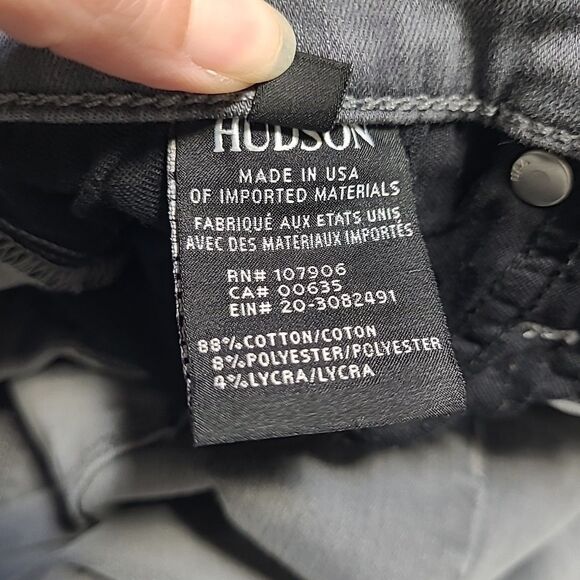 HUDSON
MADE IN USA
OF IMPORTED MATERIALS
FABRIQUÉ AUX ETATS UNIS
AVEC DES MATERIAUX IMPORTÉS
RN# 107906
CA# 00635
EIN# 20-3082491
88%COTTON/COTON
8%POLYESTER/POLYESTER
4%LYCRA/LYCRA